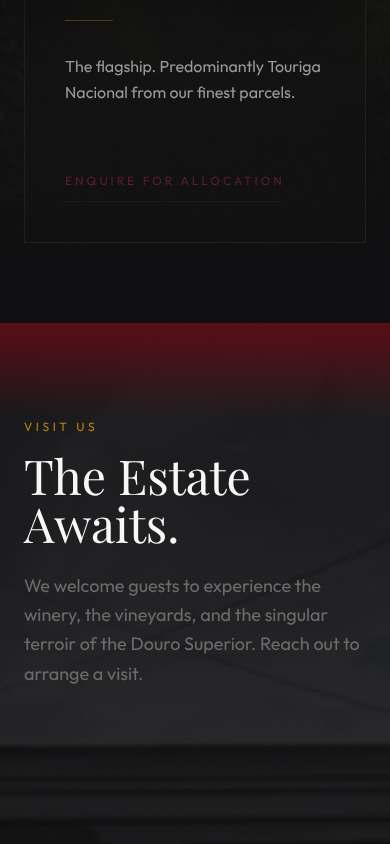 The flagship. Predominantly Touriga
Nacional from our finest parcels.
ENQUIRE FOR ALLOCATION
VISIT US
The Estate
Awaits.
We welcome guests to experience the
winery, the vineyards, and the singular
terroir of the Douro Superior. Reach out to
arrange a visit.